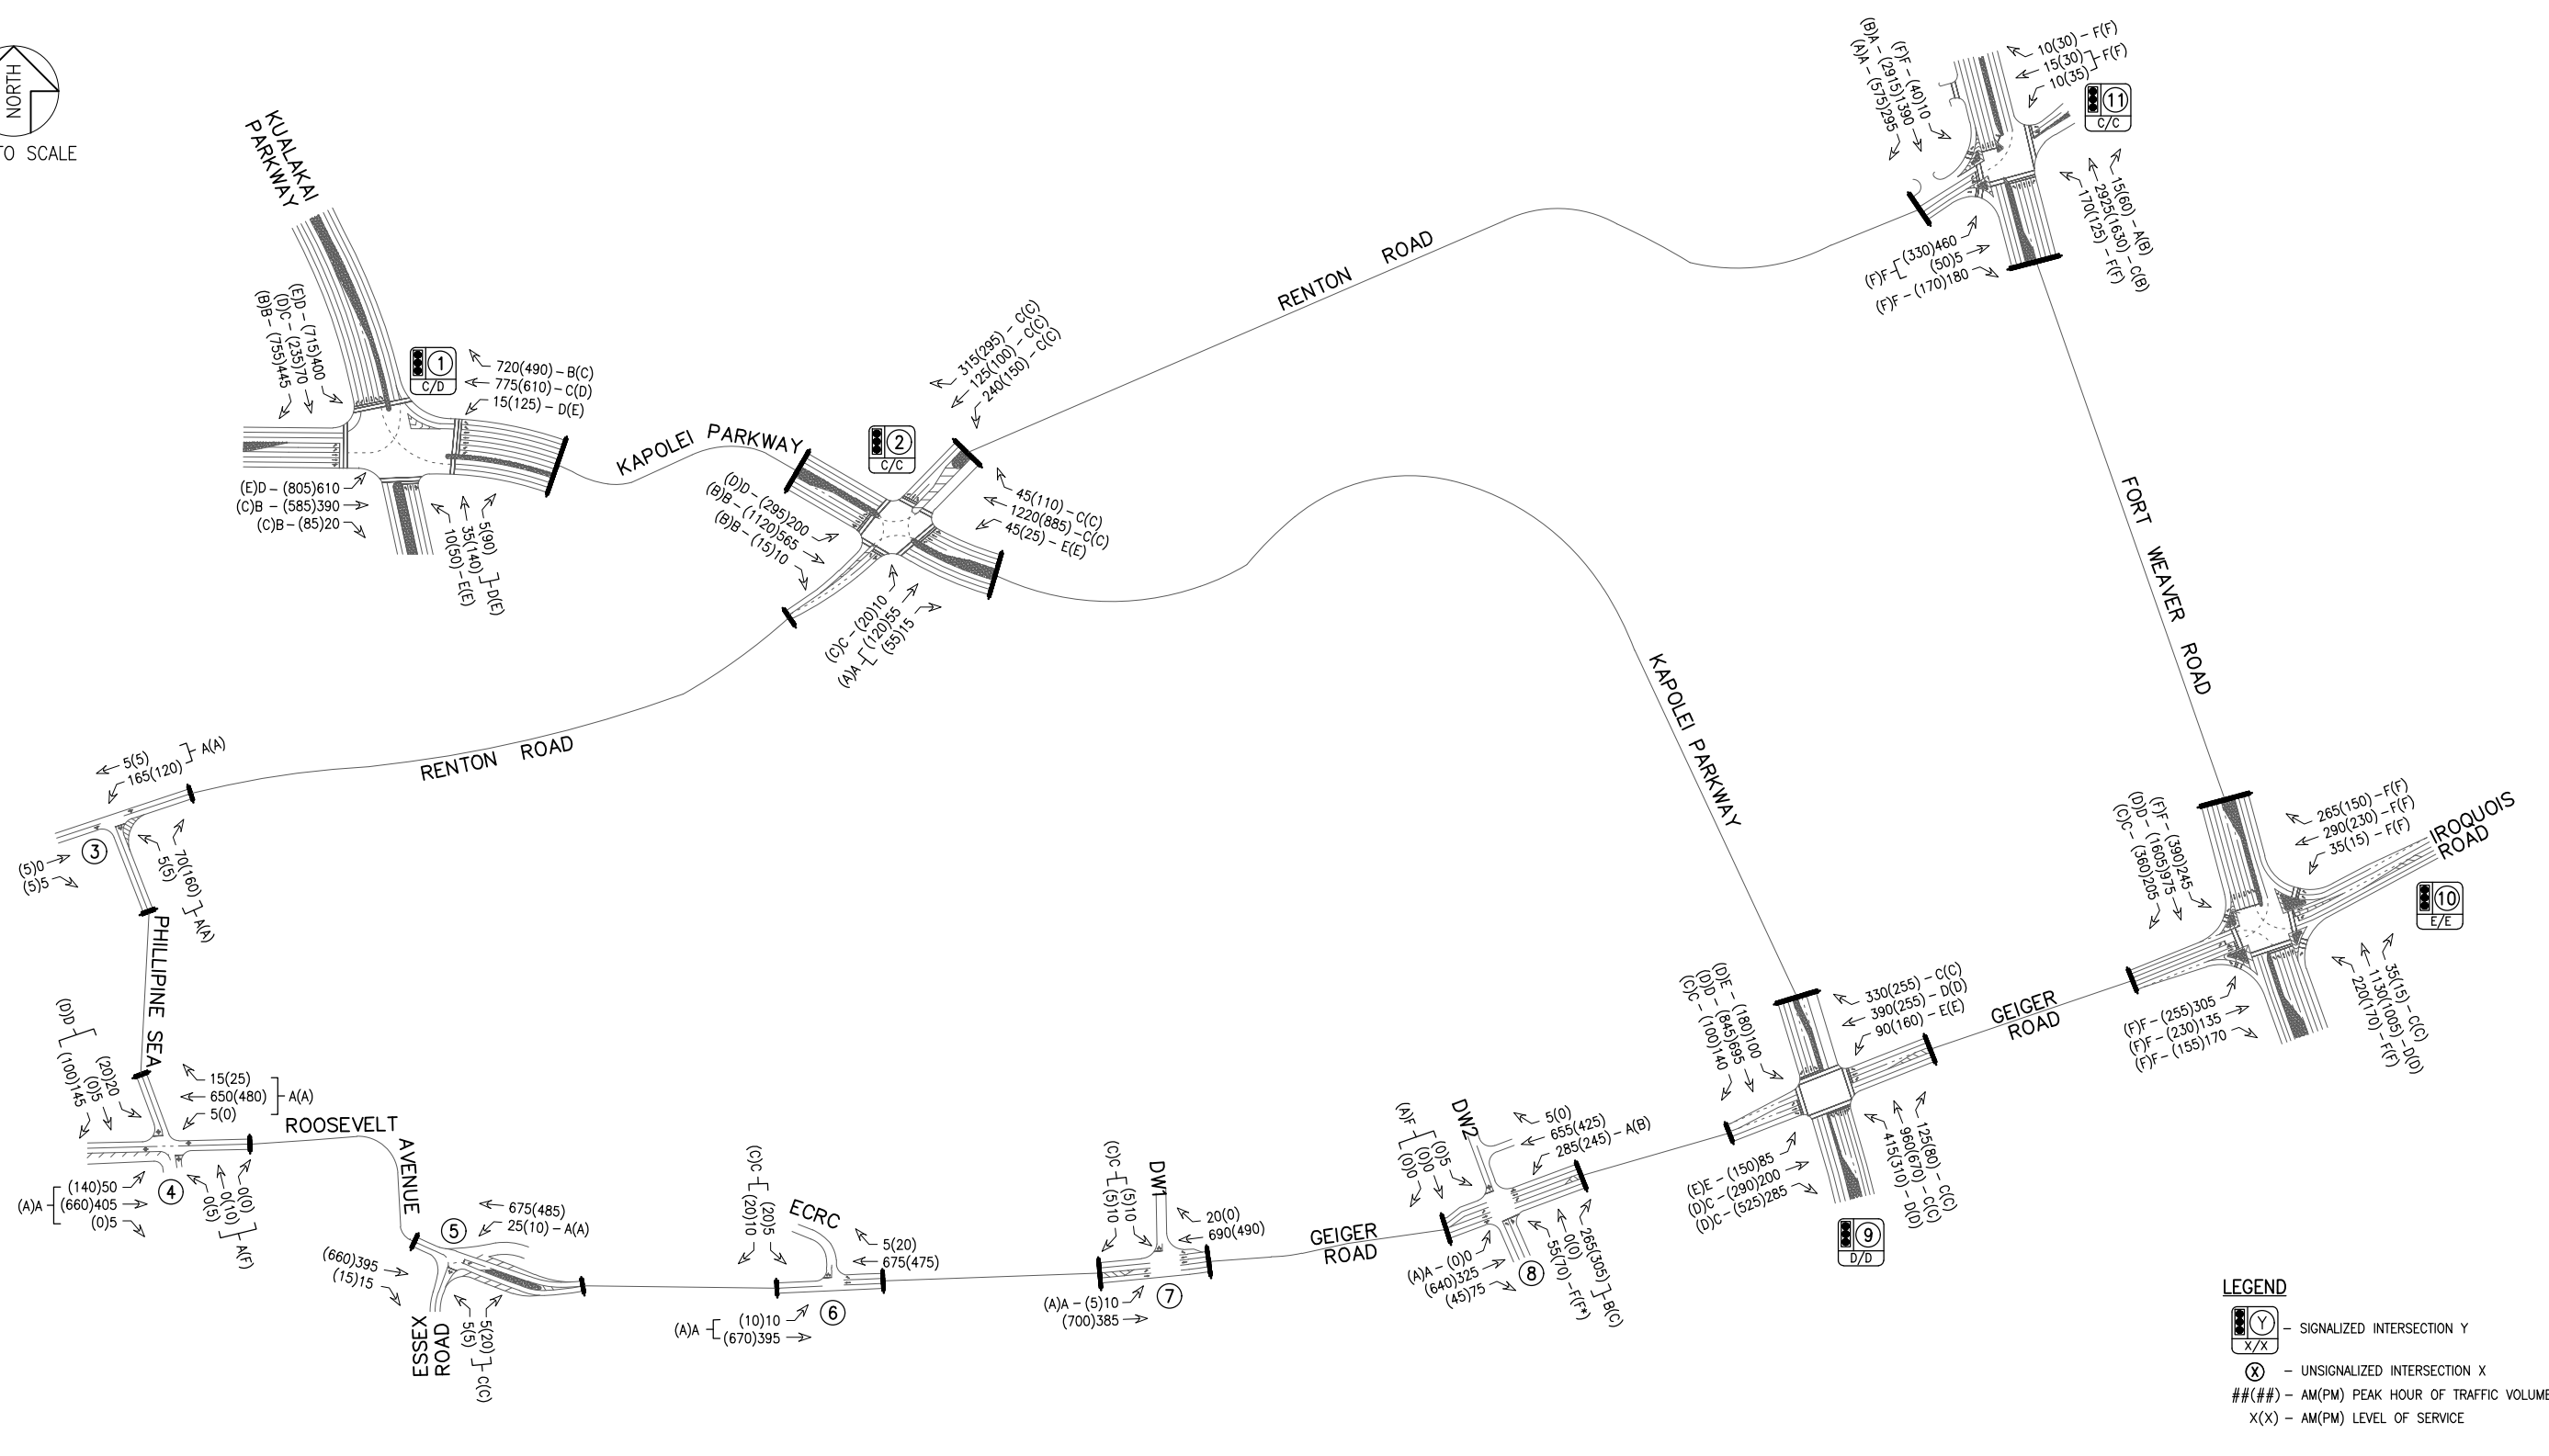 NORTH
TO SCALE
KUALAKAI
PARKWAY
(E)D – (715)400
(D)C – (235)70
(B)B – (755)445
1
C/D
720(490) – B(C)
775(610) – C(D)
15(125) – D(E)
(E)D – (805)610
(C)B – (585)390
(C)B – (85)20
5(90)
35(140)
D(E)
10(50) – E(E)
KAPOLEI PARKWAY
2
C/C
315(295) – C(C)
125(100) – C(C)
240(150) – C(C)
(D)D – (295)200
(B)B – (1120)565
(B)B – (15)10
45(110) – C(C)
1220(885) – C(C)
45(25) – E(E)
(C)C – (20)10
(A)A
(120)55
(55)15
RENTON ROAD
(F)F – (40)10
(B)A – (2915)1390
(A)A – (575)295
10(30) – F(F)
15(30)
10(35)
F(F)
11
C/C
15(60) – A(B)
2925(1630) – C(B)
170(125) – F(F)
(F)F
(330)460
(50)5
(F)F – (170)180
FORT WEAVER ROAD
KAPOLEI PARKWAY
RENTON ROAD
5(5)
165(120)
A(A)
3
(5)0
(5)5
70(160)
5(5)
A(A)
PHILLIPINE SEA
(D)D
(20)20
(0)5
(100)145
15(25)
650(480)
5(0)
A(A)
4
(A)A
(140)50
(660)405
(0)5
0(0)
0(10)
0(5)
A(F)
ROOSEVELT
AVENUE
5
675(485)
25(10) – A(A)
(660)395
(15)15
ESSEX
ROAD
5(20)
5(5)
C(C)
(C)C
(20)5
(20)10
ECRC
5(20)
675(475)
6
(A)A
(10)10
(670)395
(C)C
(5)10
(5)10
DW1
20(0)
690(490)
7
(A)A – (5)10
(700)385
GEIGER
ROAD
(A)F
(0)5
(0)0
(0)0
DW2
5(0)
655(425)
285(245) – A(B)
8
(A)A – (0)0
(640)325
(45)75
265(305)
0(0)
B(C)
55(70) – F(F*)
(D)E – (180)100
(D)D – (845)695
(C)C – (100)140
330(255) – C(C)
390(255) – D(D)
90(160) – E(E)
(E)E – (150)85
(D)C – (290)200
(D)C – (525)285
125(80) – C(C)
960(670) – C(C)
415(310) – D(D)
9
D/D
GEIGER
ROAD
(F)F – (390)245
(D)D – (1605)975
(C)C – (360)205
265(150) – F(F)
290(230) – F(F)
35(15) – F(F)
IROQUOIS
ROAD
10
E/E
(F)F – (255)305
(F)F – (230)135
(F)F – (155)170
35(15) – C(C)
1130(1005) – D(D)
220(170) – F(F)
LEGEND
Y
X/X
– SIGNALIZED INTERSECTION Y
X – UNSIGNALIZED INTERSECTION X
##(##) – AM(PM) PEAK HOUR OF TRAFFIC VOLUME
X(X) – AM(PM) LEVEL OF SERVICE